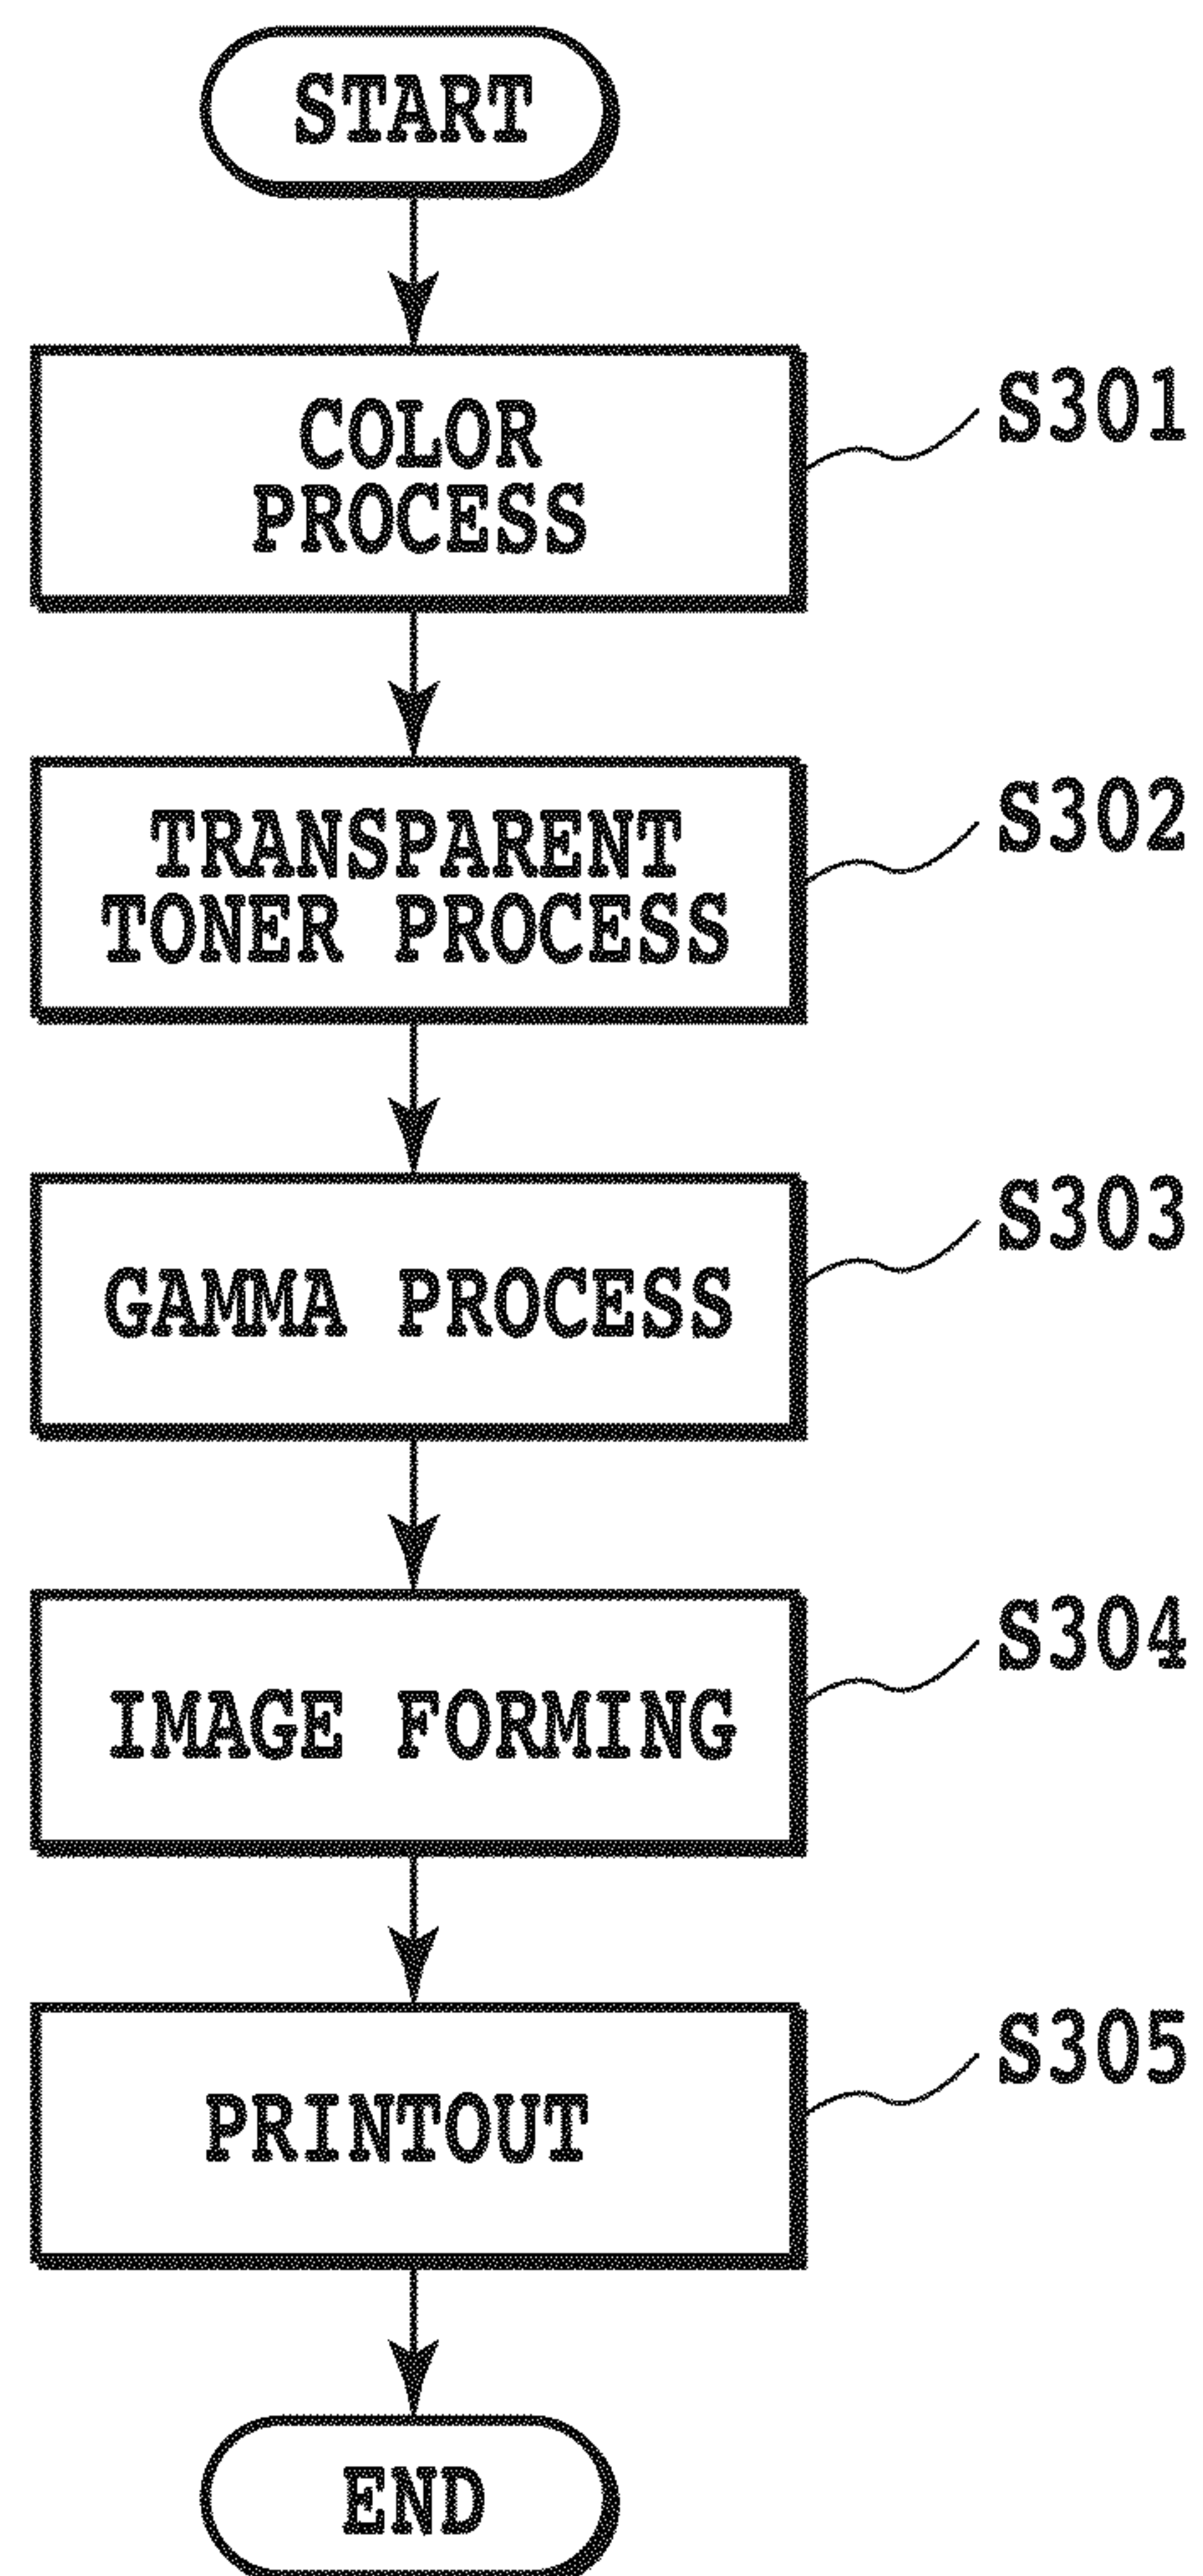 START
COLOR
PROCESS
S301
TRANSPARENT
TONER PROCESS
S302
GAMMA PROCESS
S303
IMAGE FORMING
S304
PRINTOUT
S305
END